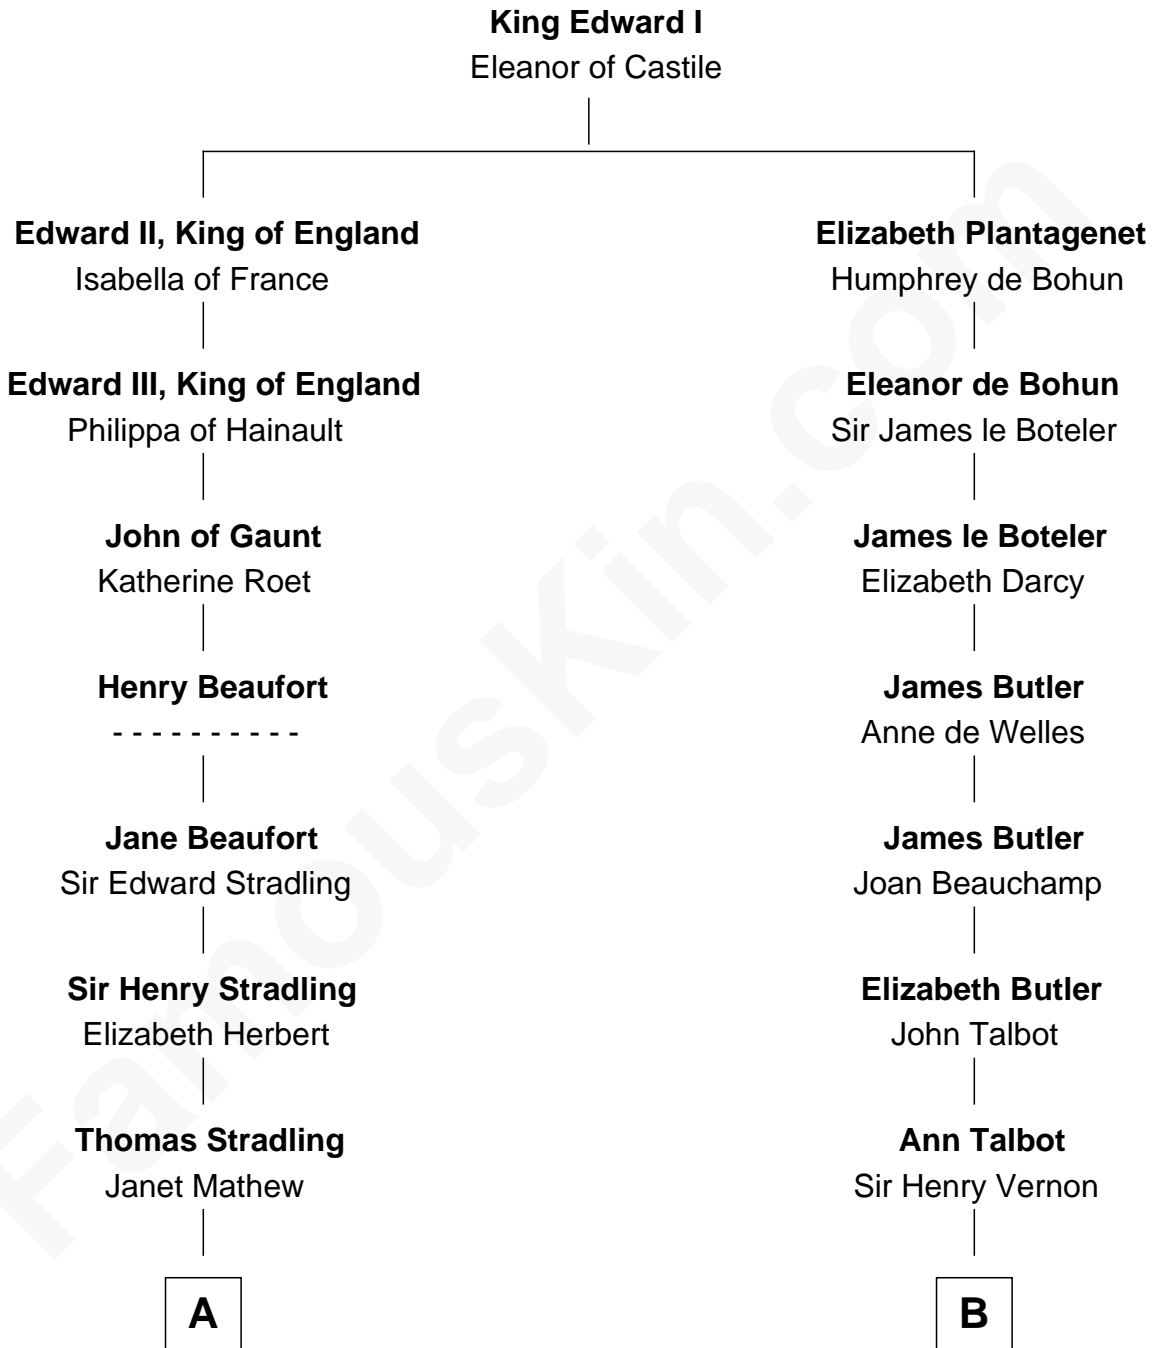 King Edward I
Eleanor of Castile
Edward II, King of England
Isabella of France
Edward III, King of England
Philippa of Hainault
John of Gaunt
Katherine Roet
Henry Beaufort
- - - - - - - - - -
Jane Beaufort
Sir Edward Stradling
Sir Henry Stradling
Elizabeth Herbert
Thomas Stradling
Janet Mathew
A
Elizabeth Plantagenet
Humphrey de Bohun
Eleanor de Bohun
Sir James le Boteler
James le Boteler
Elizabeth Darcy
James Butler
Anne de Welles
James Butler
Joan Beauchamp
Elizabeth Butler
John Talbot
Ann Talbot
Sir Henry Vernon
B
FamousKin.com